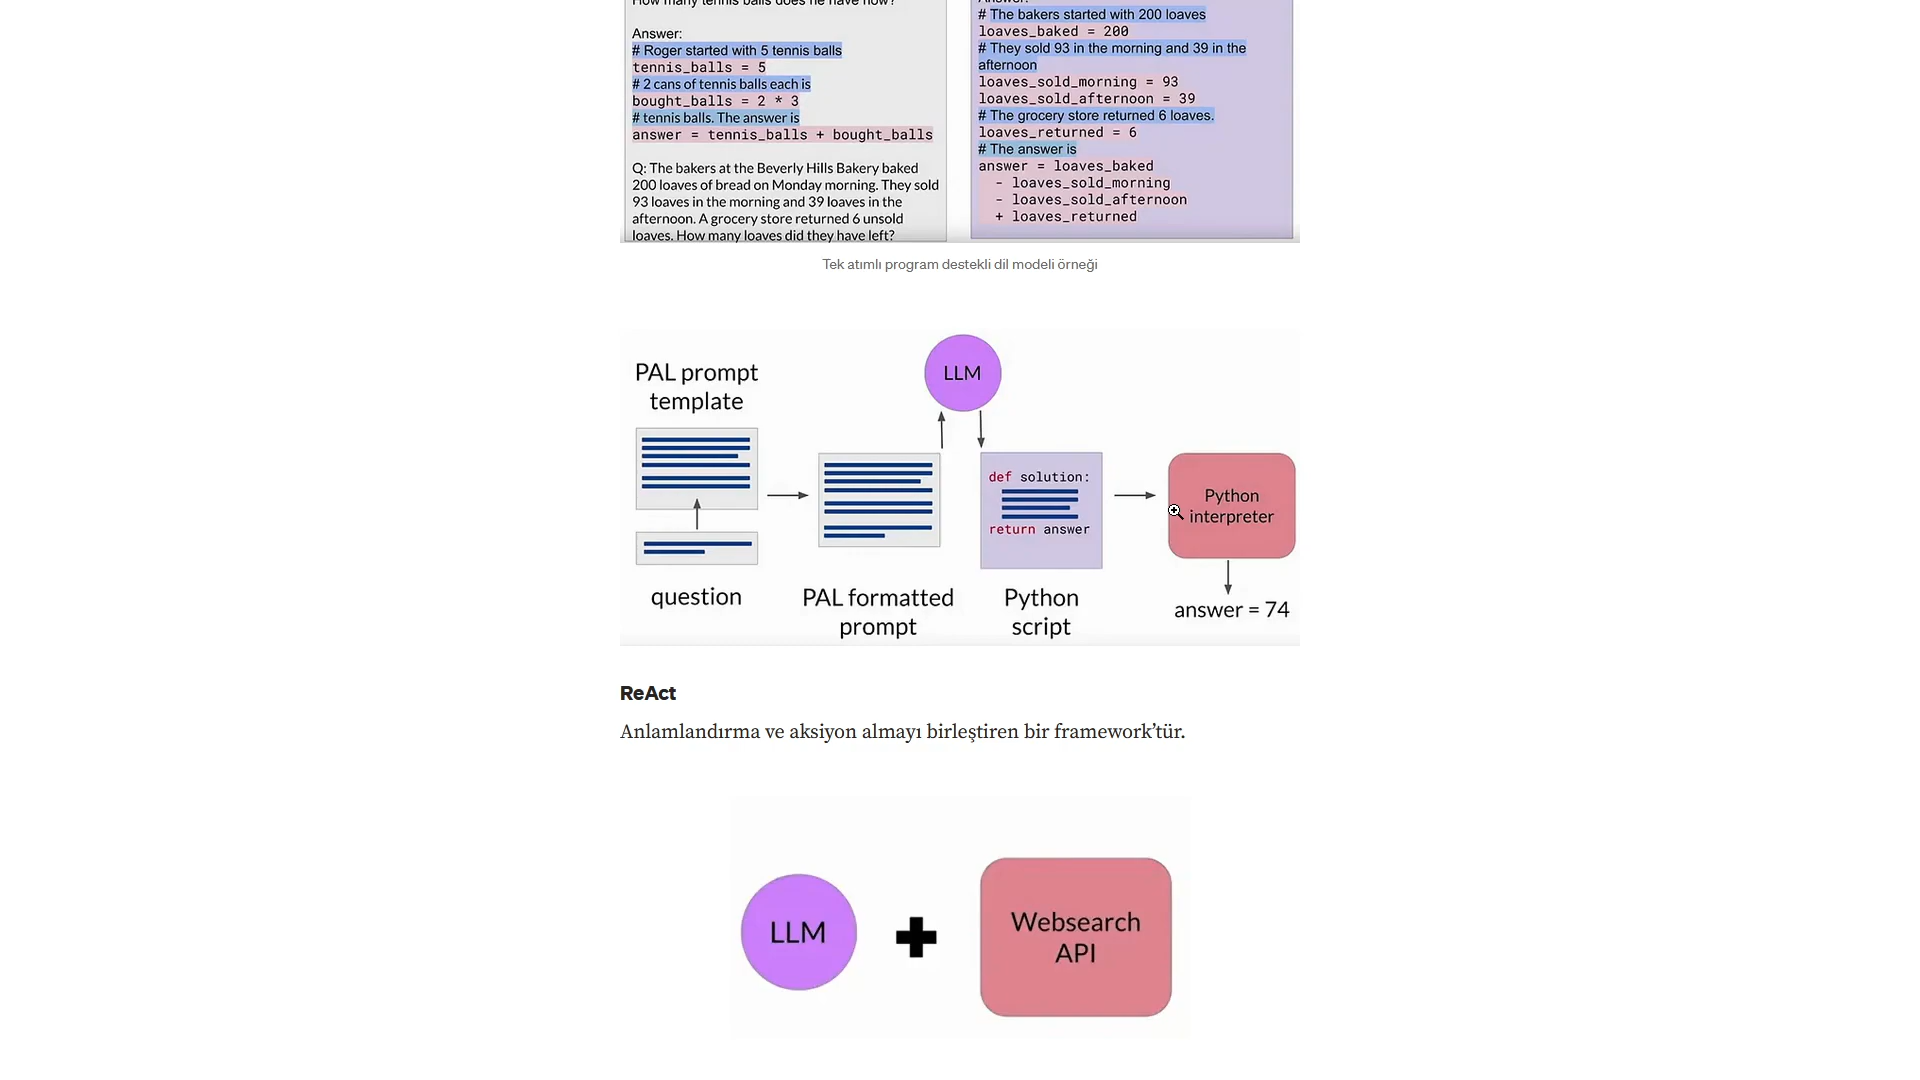 How many tennis balls does he have now?
Answer:
# Roger started with 5 tennis balls
tennis_balls = 5
# 2 cans of tennis balls each is
bought_balls = 2 * 3
# tennis balls. The answer is
answer = tennis_balls + bought_balls
Q: The bakers at the Beverly Hills Bakery baked
200 loaves of bread on Monday morning. They sold
93 loaves in the morning and 39 loaves in the
afternoon. A grocery store returned 6 unsold
loaves. How many loaves did they have left?
Answer:
# The bakers started with 200 loaves
loaves_baked = 200
# They sold 93 in the morning and 39 in the
afternoon
loaves_sold_morning = 93
loaves_sold_afternoon = 39
# The grocery store returned 6 loaves.
loaves_returned = 6
# The answer is
answer = loaves_baked
- loaves_sold_morning
- loaves_sold_afternoon
+ loaves_returned
Tek atımlı program destekli dil modeli örneği
LLM
PAL prompt
template
def solution:
return answer
Python
interpreter
question
PAL formatted
prompt
Python
script
answer = 74
ReAct
Anlamlandırma ve aksiyon almayı birleştiren bir framework’tür.
LLM
Websearch
API